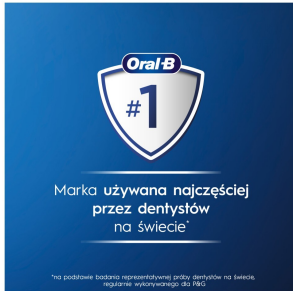 Oral-B
#1
Marka używana najczęściej
przez dentystów
na świecie*
*na podstawie badania reprezentatywnej próby dentystów na świecie,
regularnie wykonywanego dla P&G